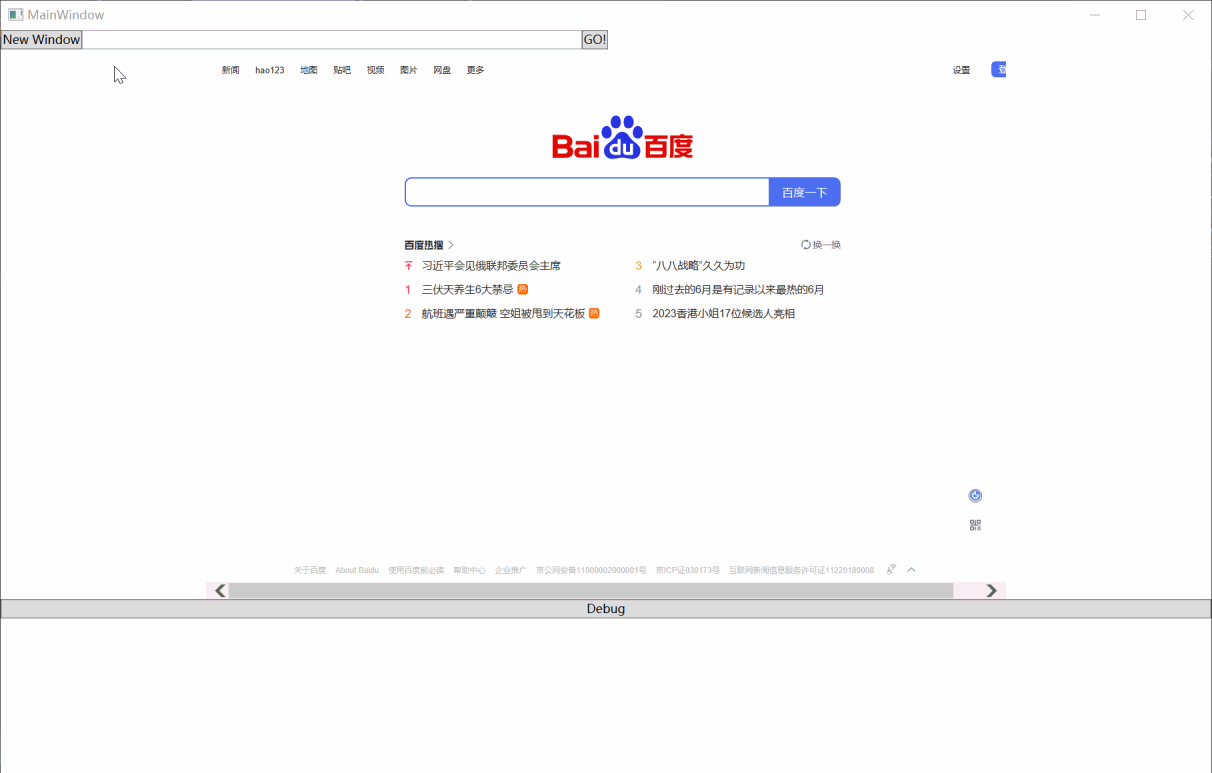 MainWindow
New Window GO!
新闻 hao123 地图 贴吧 视频 图片 网盘 更多 设置 登
Bai du 百度
百度一下
百度热搜 换一换
习近平会见俄联邦委员会主席 3 “八八战略”久久为功
1 三伏天养生6大禁忌 热 4 刚过去的6月是有记录以来最热的6月
2 航班遇严重颠簸 空姐被甩到天花板 热 5 2023香港小姐17位候选人亮相
关于百度 About Baidu 使用百度前必读 帮助中心 企业推广 京公网安备11000002000001号 京ICP证030173号 互联网新闻信息服务许可证11220180008
Debug